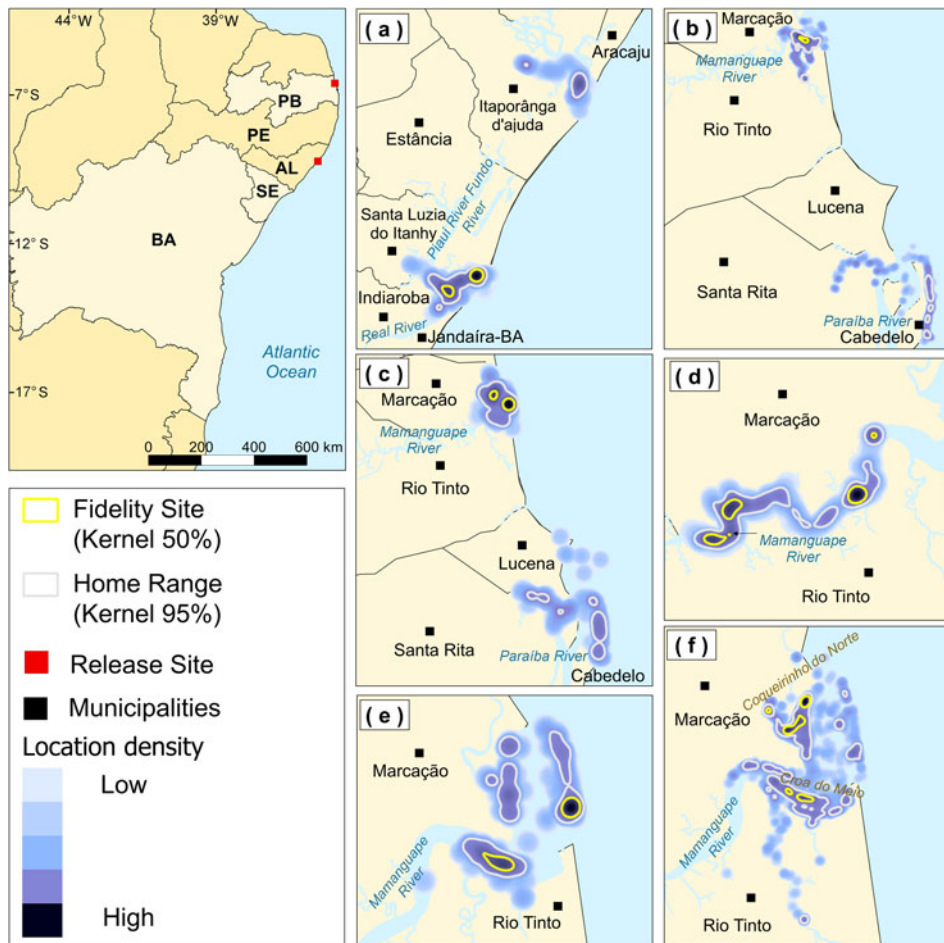 44°W
39°W
-7°S
-12° S
-17°S
PB
PE
AL
SE
BA
Atlantic
Ocean
0 200 400 600 km
Fidelity Site
(Kernel 50%)
Home Range
(Kernel 95%)
Release Site
Municipalities
Location density
Low
High
( a )
Aracaju
Itaporânga
d'ajuda
Estância
Piauí River Fundo
River
Santa Luzia
do Itanhy
Indiaroba
Real River
Jandaíra-BA
( b )
Marcação
Mamanguape
River
Rio Tinto
Lucena
Santa Rita
Paraíba River
Cabedelo
( c )
Marcação
Mamanguape
River
Rio Tinto
7
Lucena
Santa Rita
Paraíba River
Cabedelo
( d )
Marcação
Mamanguape
River
Rio Tinto
( e )
Marcação
Mamanguape
River
Rio Tinto
( f )
Coqueirinho do Norte
Marcação
Croa do Meio
Mamanguape
River
Rio Tinto